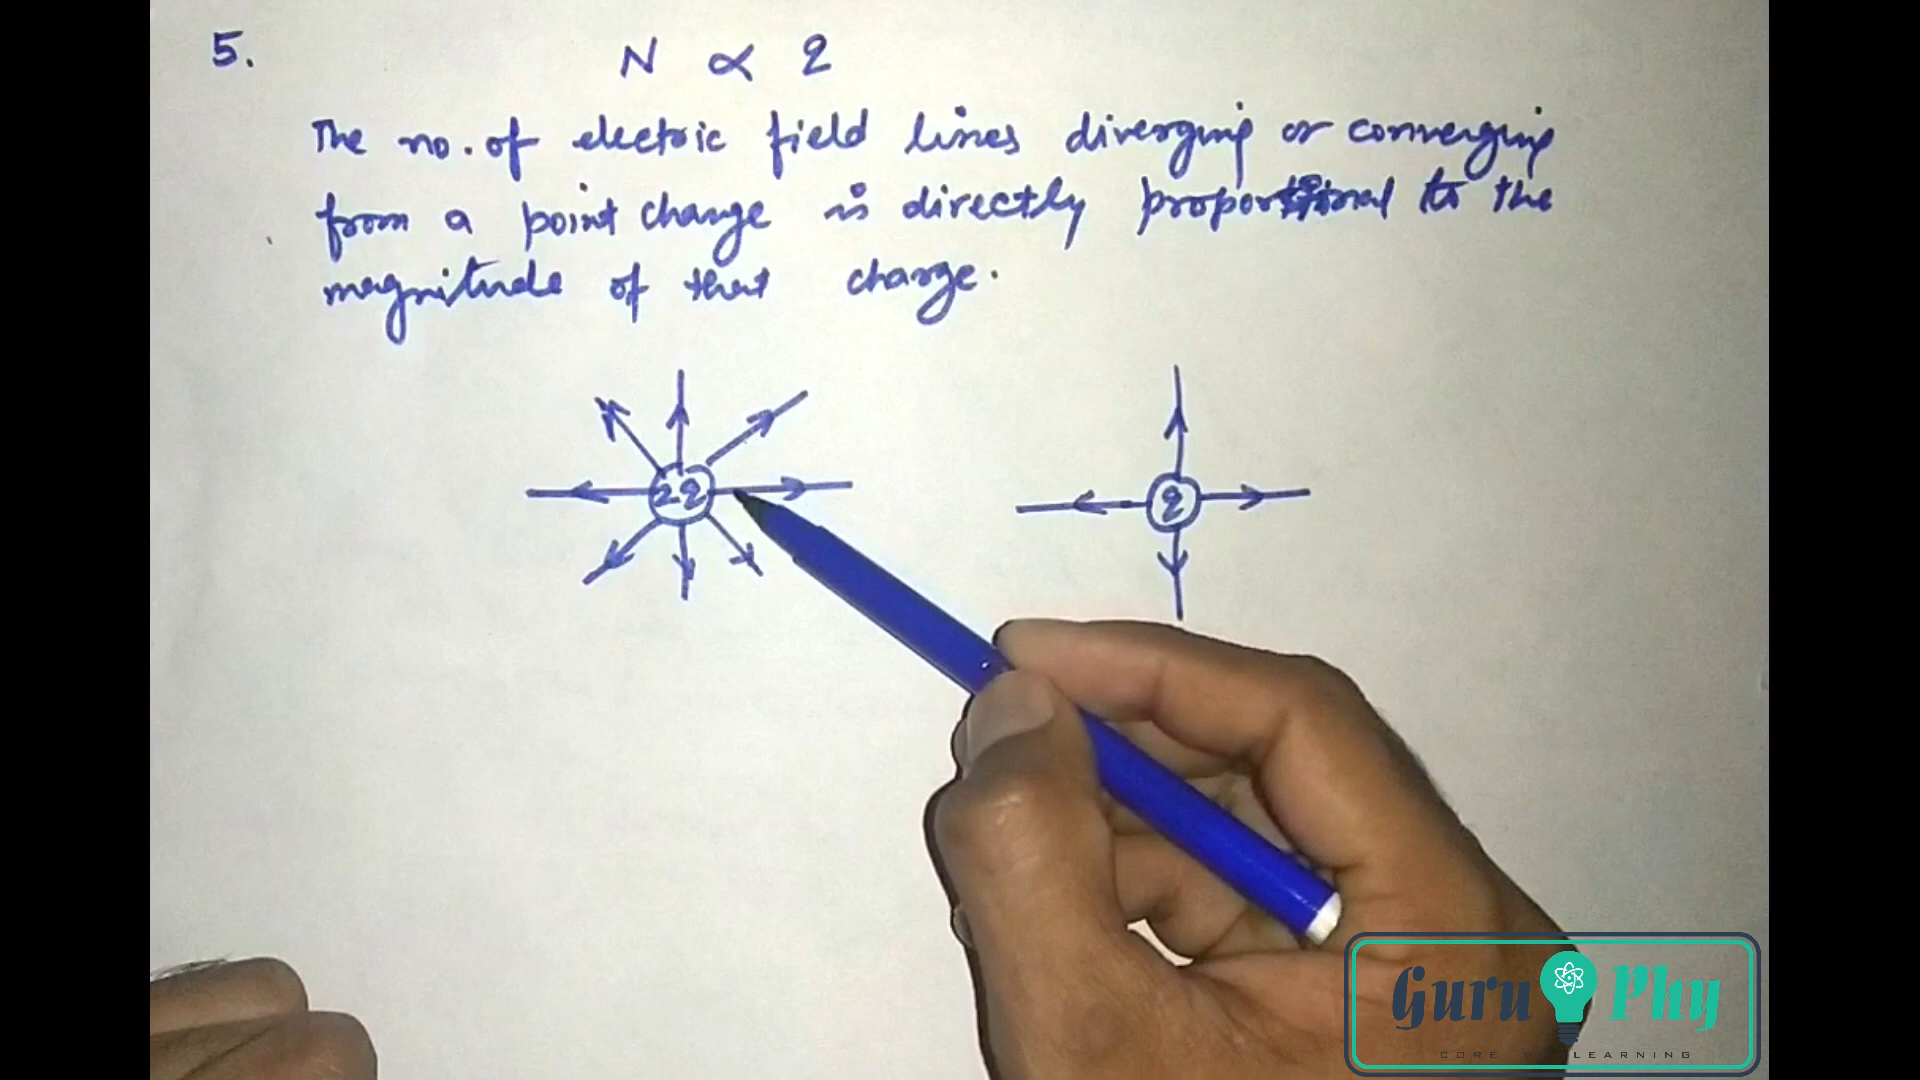 5. N ∝ q
The no. of electric field lines diverging or converging
from a point charge is directly proportional to the
magnitude of that charge.
2q q
Guru Phy
CORE OF LEARNING